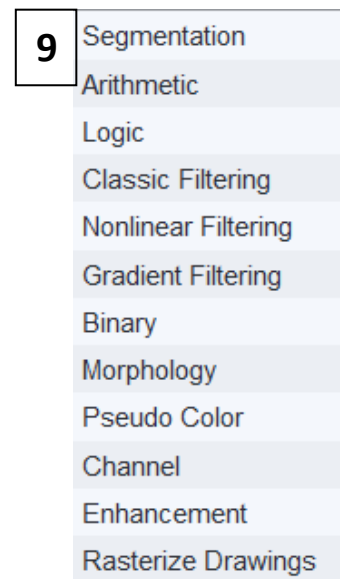 9
Segmentation
Arithmetic
Logic
Classic Filtering
Nonlinear Filtering
Gradient Filtering
Binary
Morphology
Pseudo Color
Channel
Enhancement
Rasterize Drawings